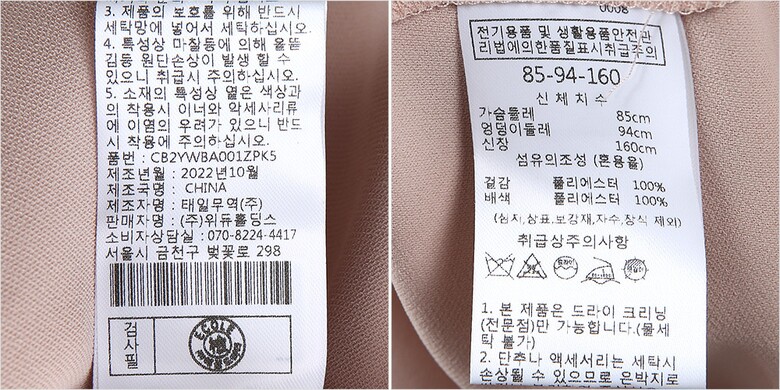 3. 제품의 보호를 위해 반드시
세탁망에 넣어서 세탁하십시오.
4. 특성상 마찰등에 의해 올뜯
김등 원단손상이 발생 할 수
있으니 취급시 주의하십시오.
5. 소재의 특성상 옅은 색상과
의 착용시 이너와 악세사리류
에 이염의 우려가 있으니 반드
시 착용에 주의하십시오.
품번 : CB2YWBA001ZPK5
제조년월 : 2022년10월
제조국명 : CHINA
제조자명 : 태일무역(주)
판매자명 : (주)위듀홀딩스
소비자상담실 : 070-8224-4417
서울시 금천구 벚꽃로 298
검사필
ECOLE
0008
전기용품 및 생활용품안전관
리법에의한품질표시취급주의
85-94-160
신체치수
가슴둘레 85cm
엉덩이둘레 94cm
신장 160cm
섬유의조성 (혼용율)
겉감 폴리에스터 100%
배색 폴리에스터 100%
(심지,상표,보강재,자수,장식 제외)
취급상주의사항
1. 본 제품은 드라이 크리닝
(전문점)만 가능합니다.(물세
탁 불가)
2. 단추나 액세서리는 세탁시
손상될 수 있으므로 은박지로